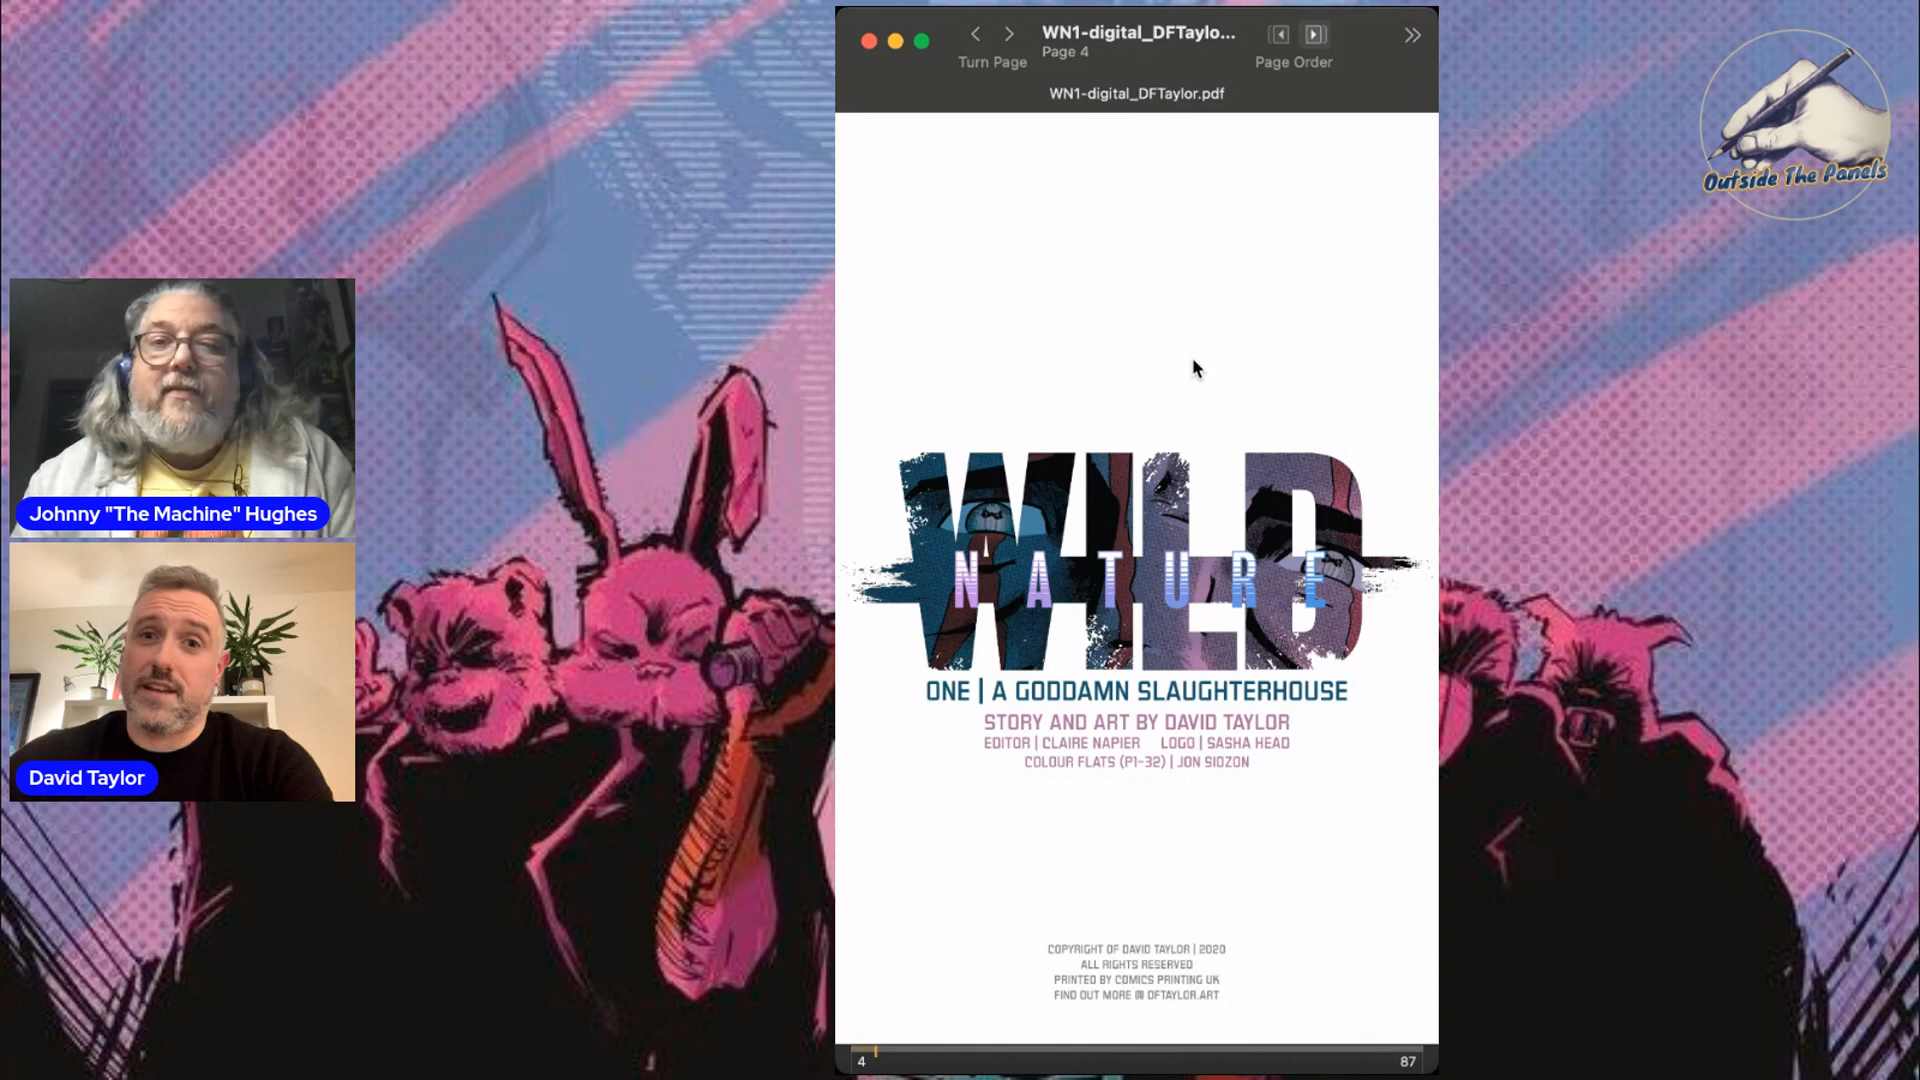 WN1-digital_DFTaylo...
Page 4
Turn Page
Page Order
WN1-digital_DFTaylor.pdf
Outside The Panels
Johnny "The Machine" Hughes
David Taylor
WILD
NATURE
ONE | A GODDAMN SLAUGHTERHOUSE
STORY AND ART BY DAVID TAYLOR
EDITOR | CLAIRE NAPIER LOGO | SASHA HEAD
COLOUR FLATS (P1-32) | JON SIOZON
COPYRIGHT OF DAVID TAYLOR | 2020
ALL RIGHTS RESERVED
PRINTED BY COMICS PRINTING UK
FIND OUT MORE @ DFTAYLOR.ART
4
87